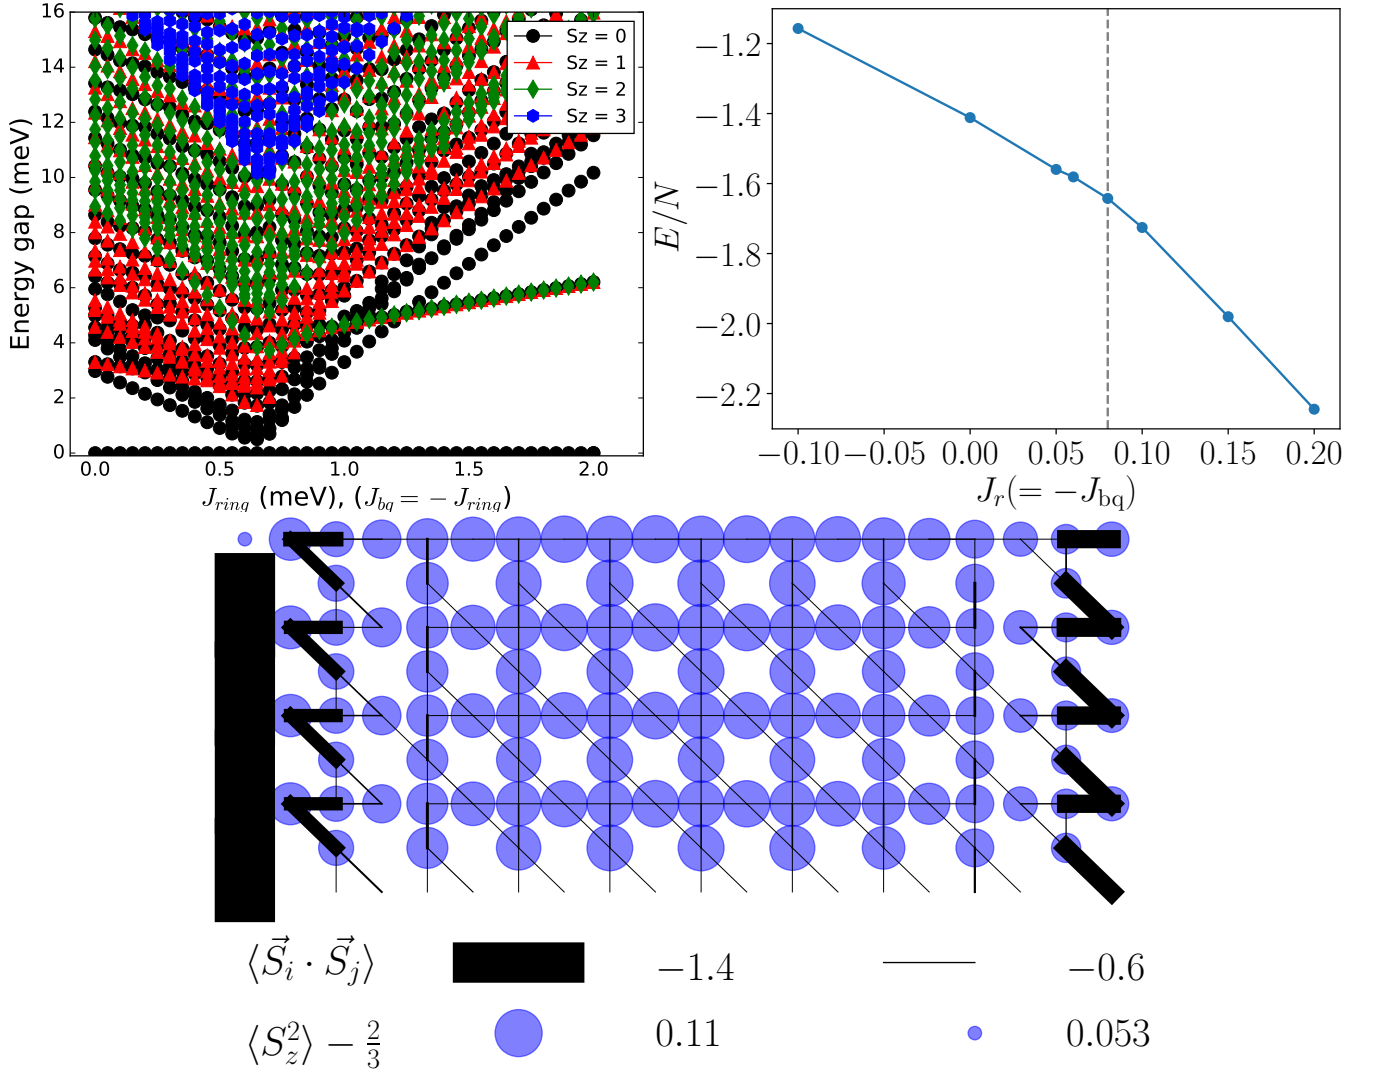 16
14
12
10
8
6
4
2
0
Energy gap (meV)
Sz = 0
Sz = 1
Sz = 2
Sz = 3
0.0 0.5 1.0 1.5 2.0
J_ring (meV), (J_bq = − J_ring)
−1.2
−1.4
−1.6
−1.8
−2.0
−2.2
E/N
−0.10 −0.05 0.00 0.05 0.10 0.15 0.20
J_r(= −J_bq)
⟨S⃗_i · S⃗_j⟩ −1.4 −0.6
⟨S_z^2⟩ − 2/3 0.11 0.053